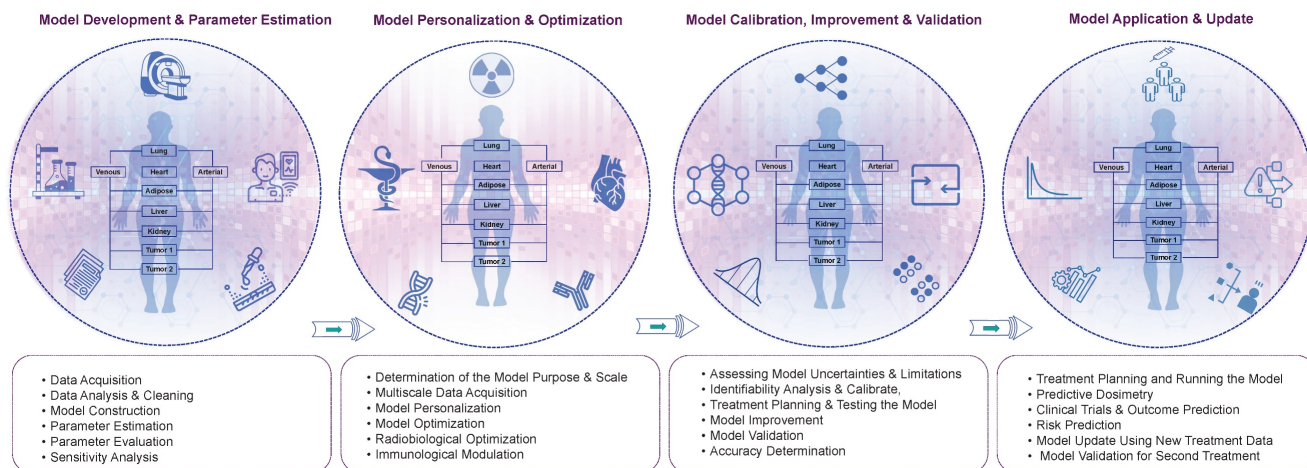 Model Development & Parameter Estimation
Lung
Venous
Heart
Arterial
Adipose
Liver
Kidney
Tumor 1
Tumor 2
• Data Acquisition
• Data Analysis & Cleaning
• Model Construction
• Parameter Estimation
• Parameter Evaluation
• Sensitivity Analysis
Model Personalization & Optimization
Lung
Venous
Heart
Arterial
Adipose
Liver
Kidney
Tumor 1
Tumor 2
• Determination of the Model Purpose & Scale
• Multiscale Data Acquisition
• Model Personalization
• Model Optimization
• Radiobiological Optimization
• Immunological Modulation
Model Calibration, Improvement & Validation
Lung
Venous
Heart
Arterial
Adipose
Liver
Kidney
Tumor 1
Tumor 2
• Assessing Model Uncertainties & Limitations
• Identifiability Analysis & Calibrate,
• Treatment Planning & Testing the Model
• Model Improvement
• Model Validation
• Accuracy Determination
Model Application & Update
Lung
Venous
Heart
Arterial
Adipose
Liver
Kidney
Tumor 1
Tumor 2
• Treatment Planning and Running the Model
• Predictive Dosimetry
• Clinical Trials & Outcome Prediction
• Risk Prediction
• Model Update Using New Treatment Data
• Model Validation for Second Treatment